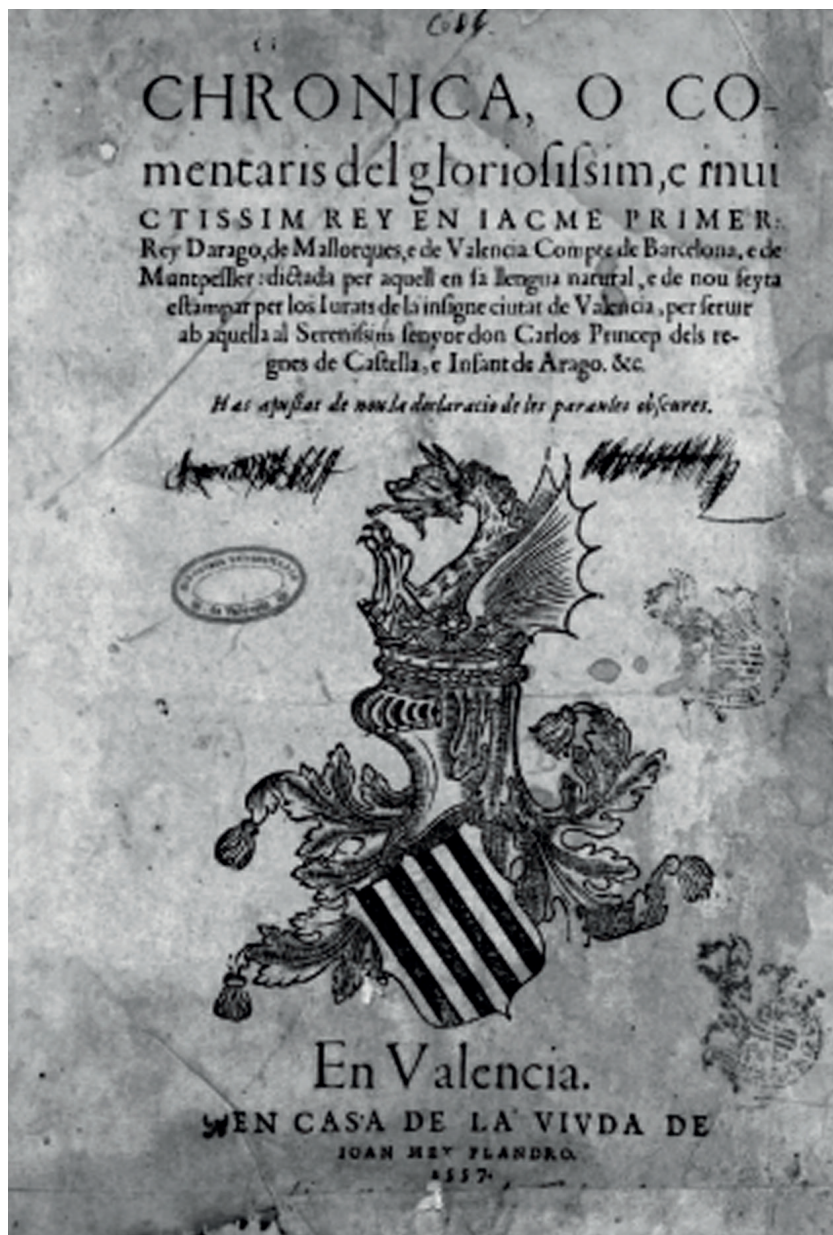 CHRONICA, O CO-
mentaris del gloriosissim, e inui
CTISSIM REY EN IACME PRIMER:
Rey Darago, de Mallorques, e de Valencia Compte de Barcelona, e de
Muntpesller: dictada per aquell en sa llengua natural, e de nou feyta
estampar per los Iurats de la insigne ciutat de Valencia, per seruir
ab aquella al Serenissim senyor don Carlos Princep dels re-
gnes de Castella, e Infant de Arago. &c.
Hat ajustat de nou la declaracio de les paraules obscures.
En Valencia.
EN CASA DE LA VIVDA DE
IOAN MEY FLANDRO.
1557.